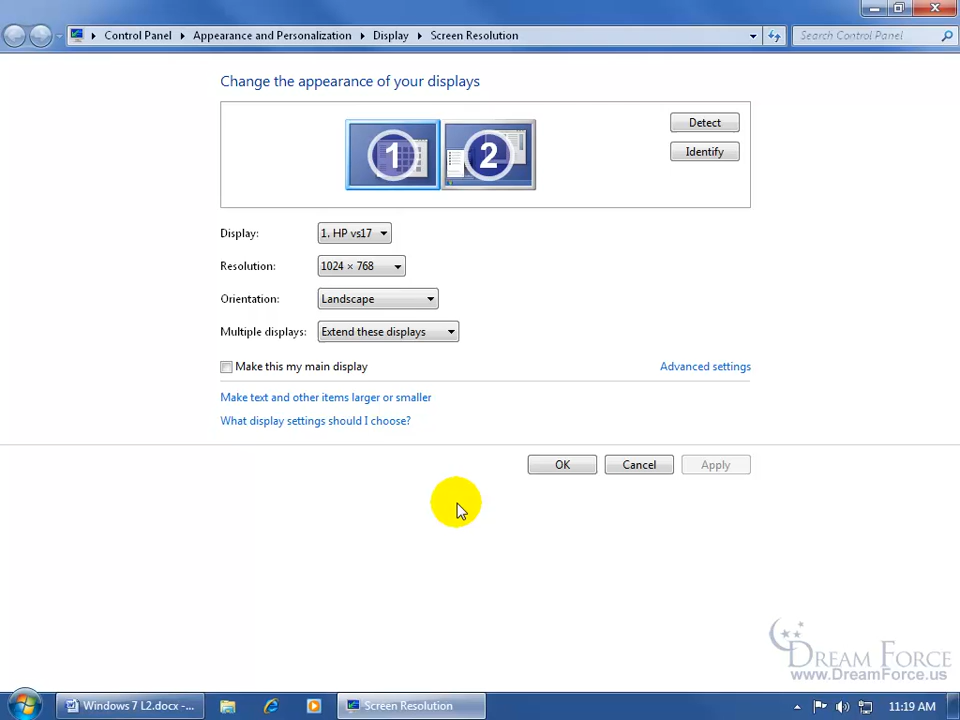 Control Panel Appearance and Personalization Display Screen Resolution Search Control Panel
Change the appearance of your displays
1 2
Detect
Identify
Display: 1. HP vs17
Resolution: 1024 × 768
Orientation: Landscape
Multiple displays: Extend these displays
Make this my main display Advanced settings
Make text and other items larger or smaller
What display settings should I choose?
OK Cancel Apply
DREAM FORCE
www.DreamForce.us
Windows 7 L2.docx -... Screen Resolution 11:19 AM